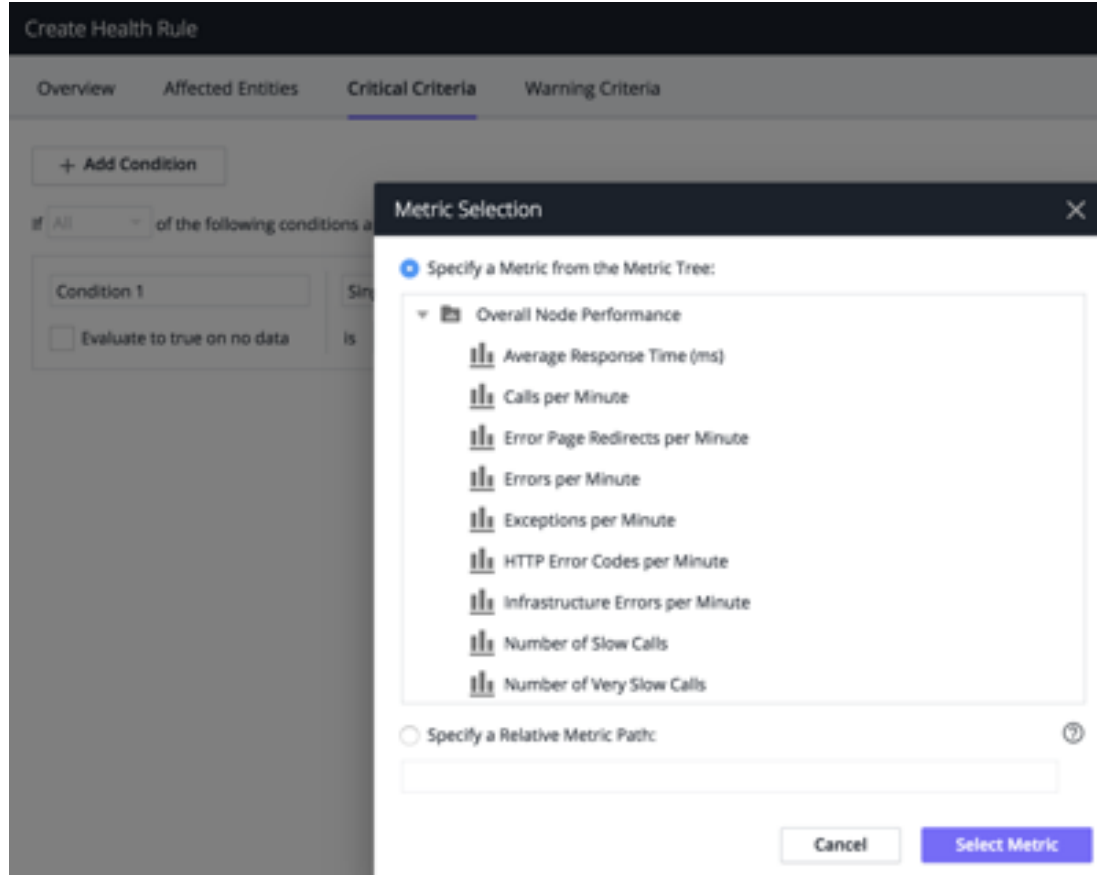 Create Health Rule
Overview Affected Entities Critical Criteria Warning Criteria
+ Add Condition
If All of the following conditions a
Condition 1 Sing
Evaluate to true on no data is
Metric Selection
Specify a Metric from the Metric Tree:
Overall Node Performance
Average Response Time (ms)
Calls per Minute
Error Page Redirects per Minute
Errors per Minute
Exceptions per Minute
HTTP Error Codes per Minute
Infrastructure Errors per Minute
Number of Slow Calls
Number of Very Slow Calls
Specify a Relative Metric Path:
Cancel Select Metric